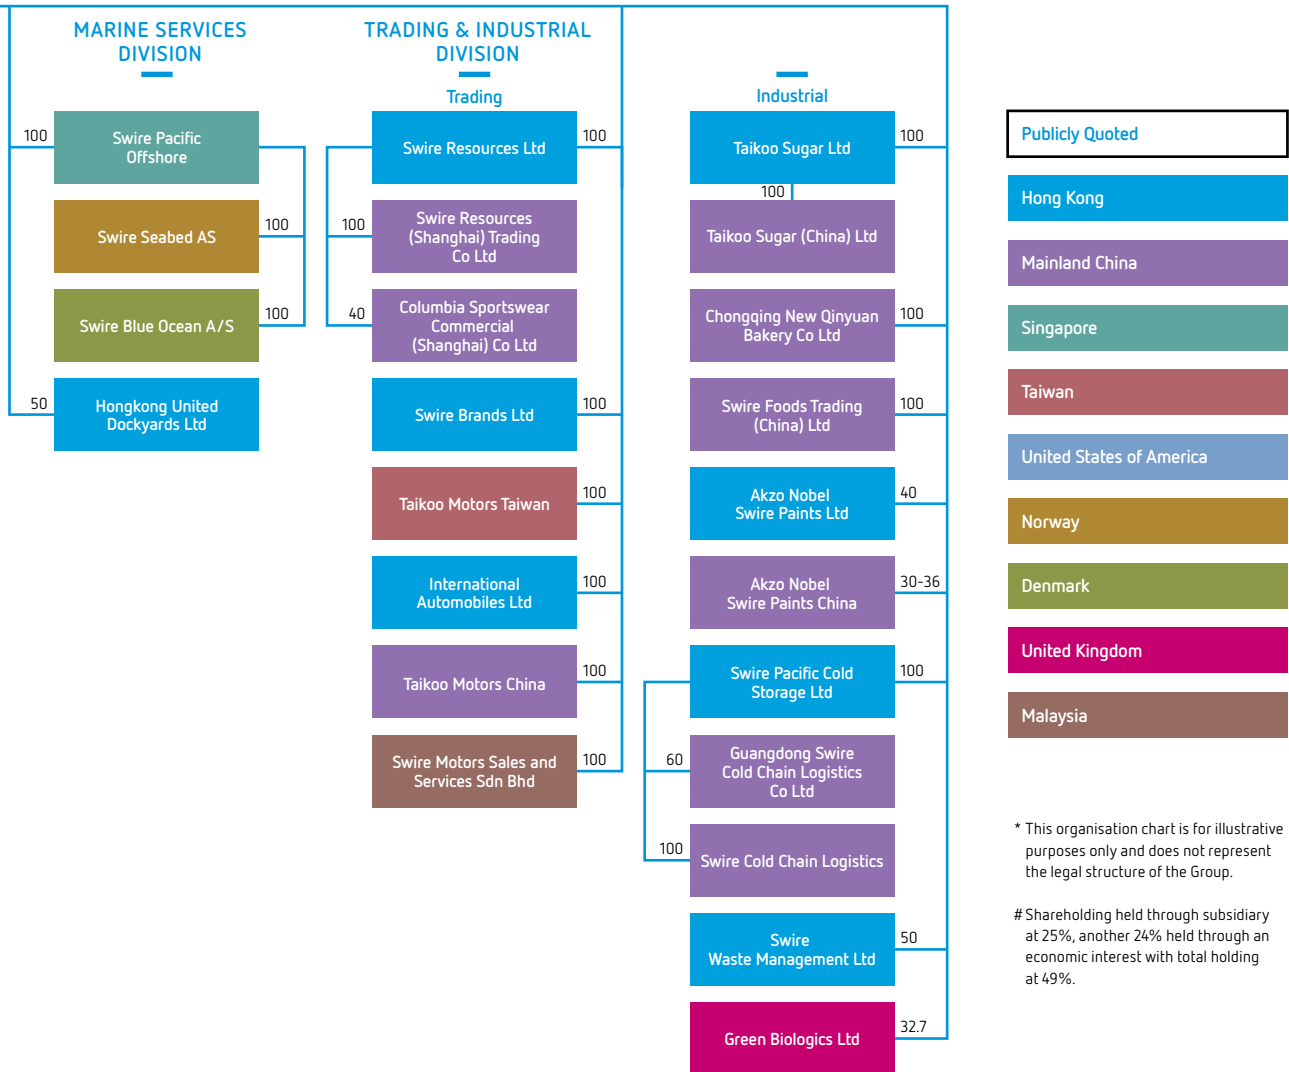 MARINE SERVICES
DIVISION
100
Swire Pacific
Offshore
Swire Seabed AS
100
Swire Blue Ocean A/S
100
50
Hongkong United
Dockyards Ltd
TRADING & INDUSTRIAL
DIVISION
Trading
Swire Resources Ltd
100
100
Swire Resources
(Shanghai) Trading
Co Ltd
40
Columbia Sportswear
Commercial
(Shanghai) Co Ltd
Swire Brands Ltd
100
Taikoo Motors Taiwan
100
International
Automobiles Ltd
100
Taikoo Motors China
100
Swire Motors Sales and
Services Sdn Bhd
100
Industrial
Taikoo Sugar Ltd
100
100
Taikoo Sugar (China) Ltd
Chongqing New Qinyuan
Bakery Co Ltd
100
Swire Foods Trading
(China) Ltd
100
Akzo Nobel
Swire Paints Ltd
40
Akzo Nobel
Swire Paints China
30-36
Swire Pacific Cold
Storage Ltd
100
60
Guangdong Swire
Cold Chain Logistics
Co Ltd
100
Swire Cold Chain Logistics
Swire
Waste Management Ltd
50
Green Biologics Ltd
32.7
Publicly Quoted
Hong Kong
Mainland China
Singapore
Taiwan
United States of America
Norway
Denmark
United Kingdom
Malaysia
* This organisation chart is for illustrative
purposes only and does not represent
the legal structure of the Group.
# Shareholding held through subsidiary
at 25%, another 24% held through an
economic interest with total holding
at 49%.